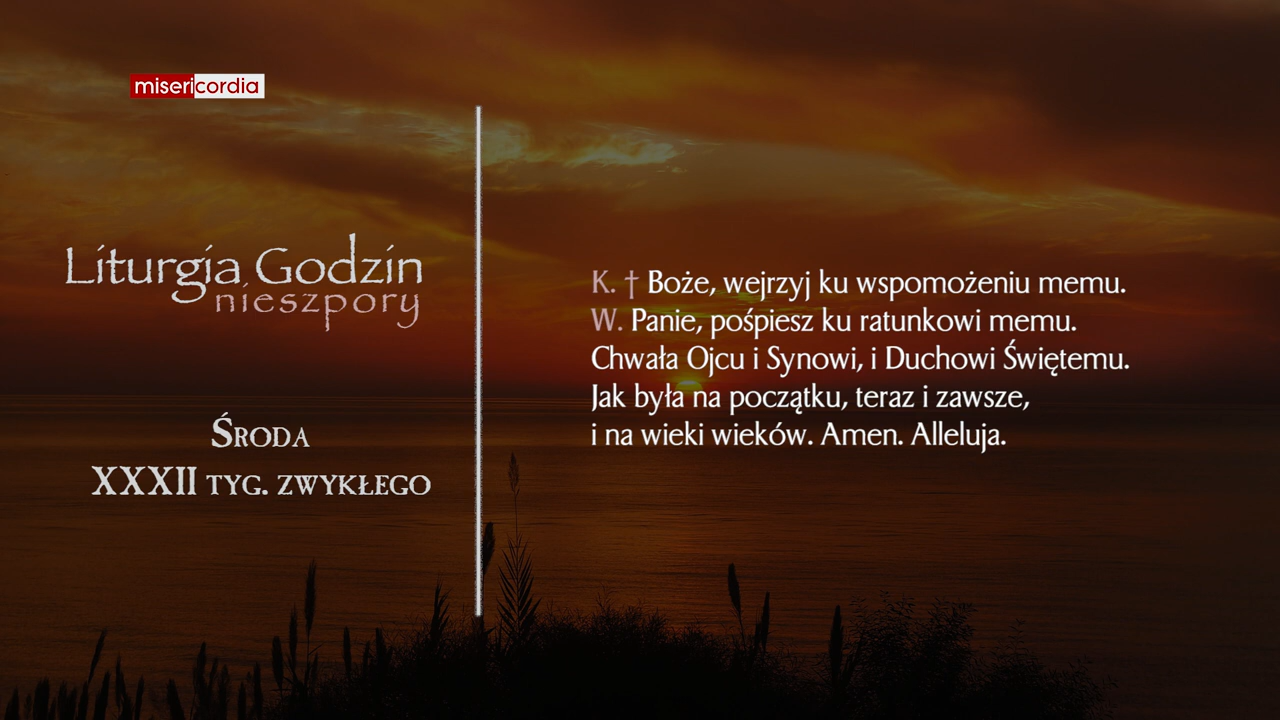 misericordia
Liturgia Godzin
nieszpory
Środa
XXXII tyg. zwykłego
K. † Boże, wejrzyj ku wspomożeniu memu.
W. Panie, pośpiesz ku ratunkowi memu.
Chwała Ojcu i Synowi, i Duchowi Świętemu.
Jak była na początku, teraz i zawsze,
i na wieki wieków. Amen. Alleluja.